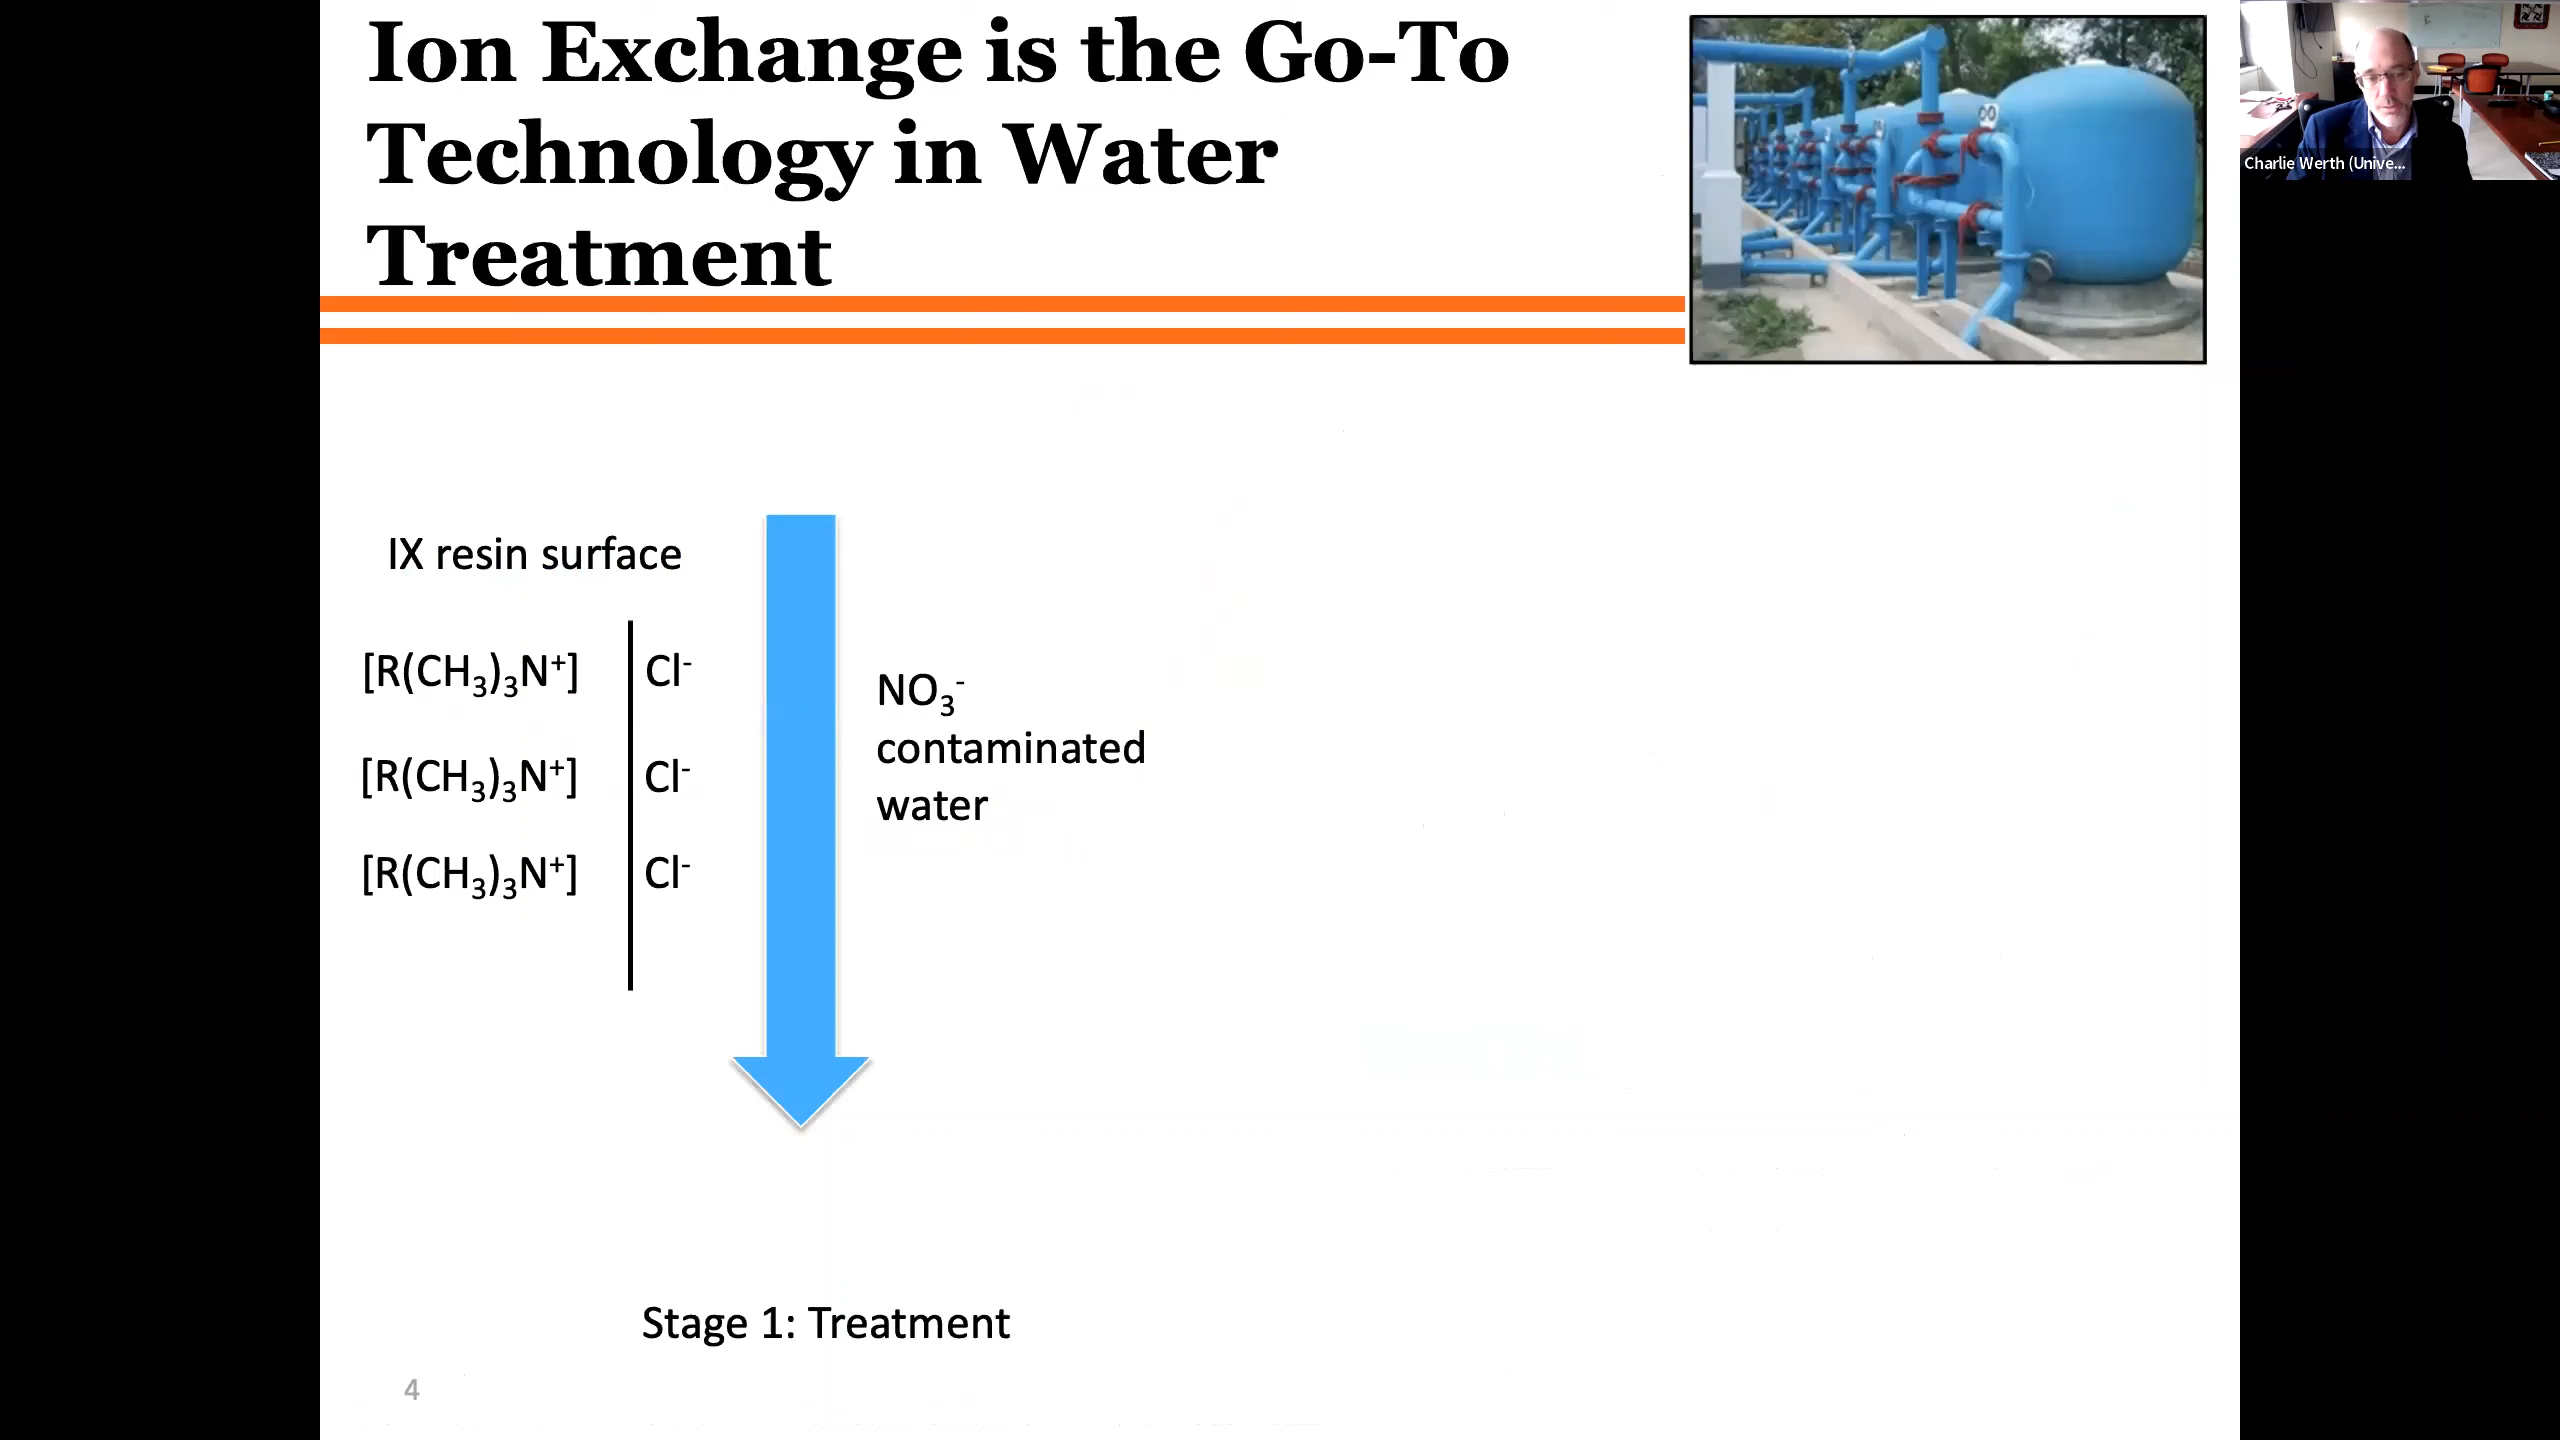 Ion Exchange is the Go-To
Technology in Water
Treatment
Charlie Werth (Unive...
IX resin surface
[R(CH₃)₃N⁺] Cl⁻
[R(CH₃)₃N⁺] Cl⁻
[R(CH₃)₃N⁺] Cl⁻
NO₃⁻
contaminated
water
Stage 1: Treatment
4